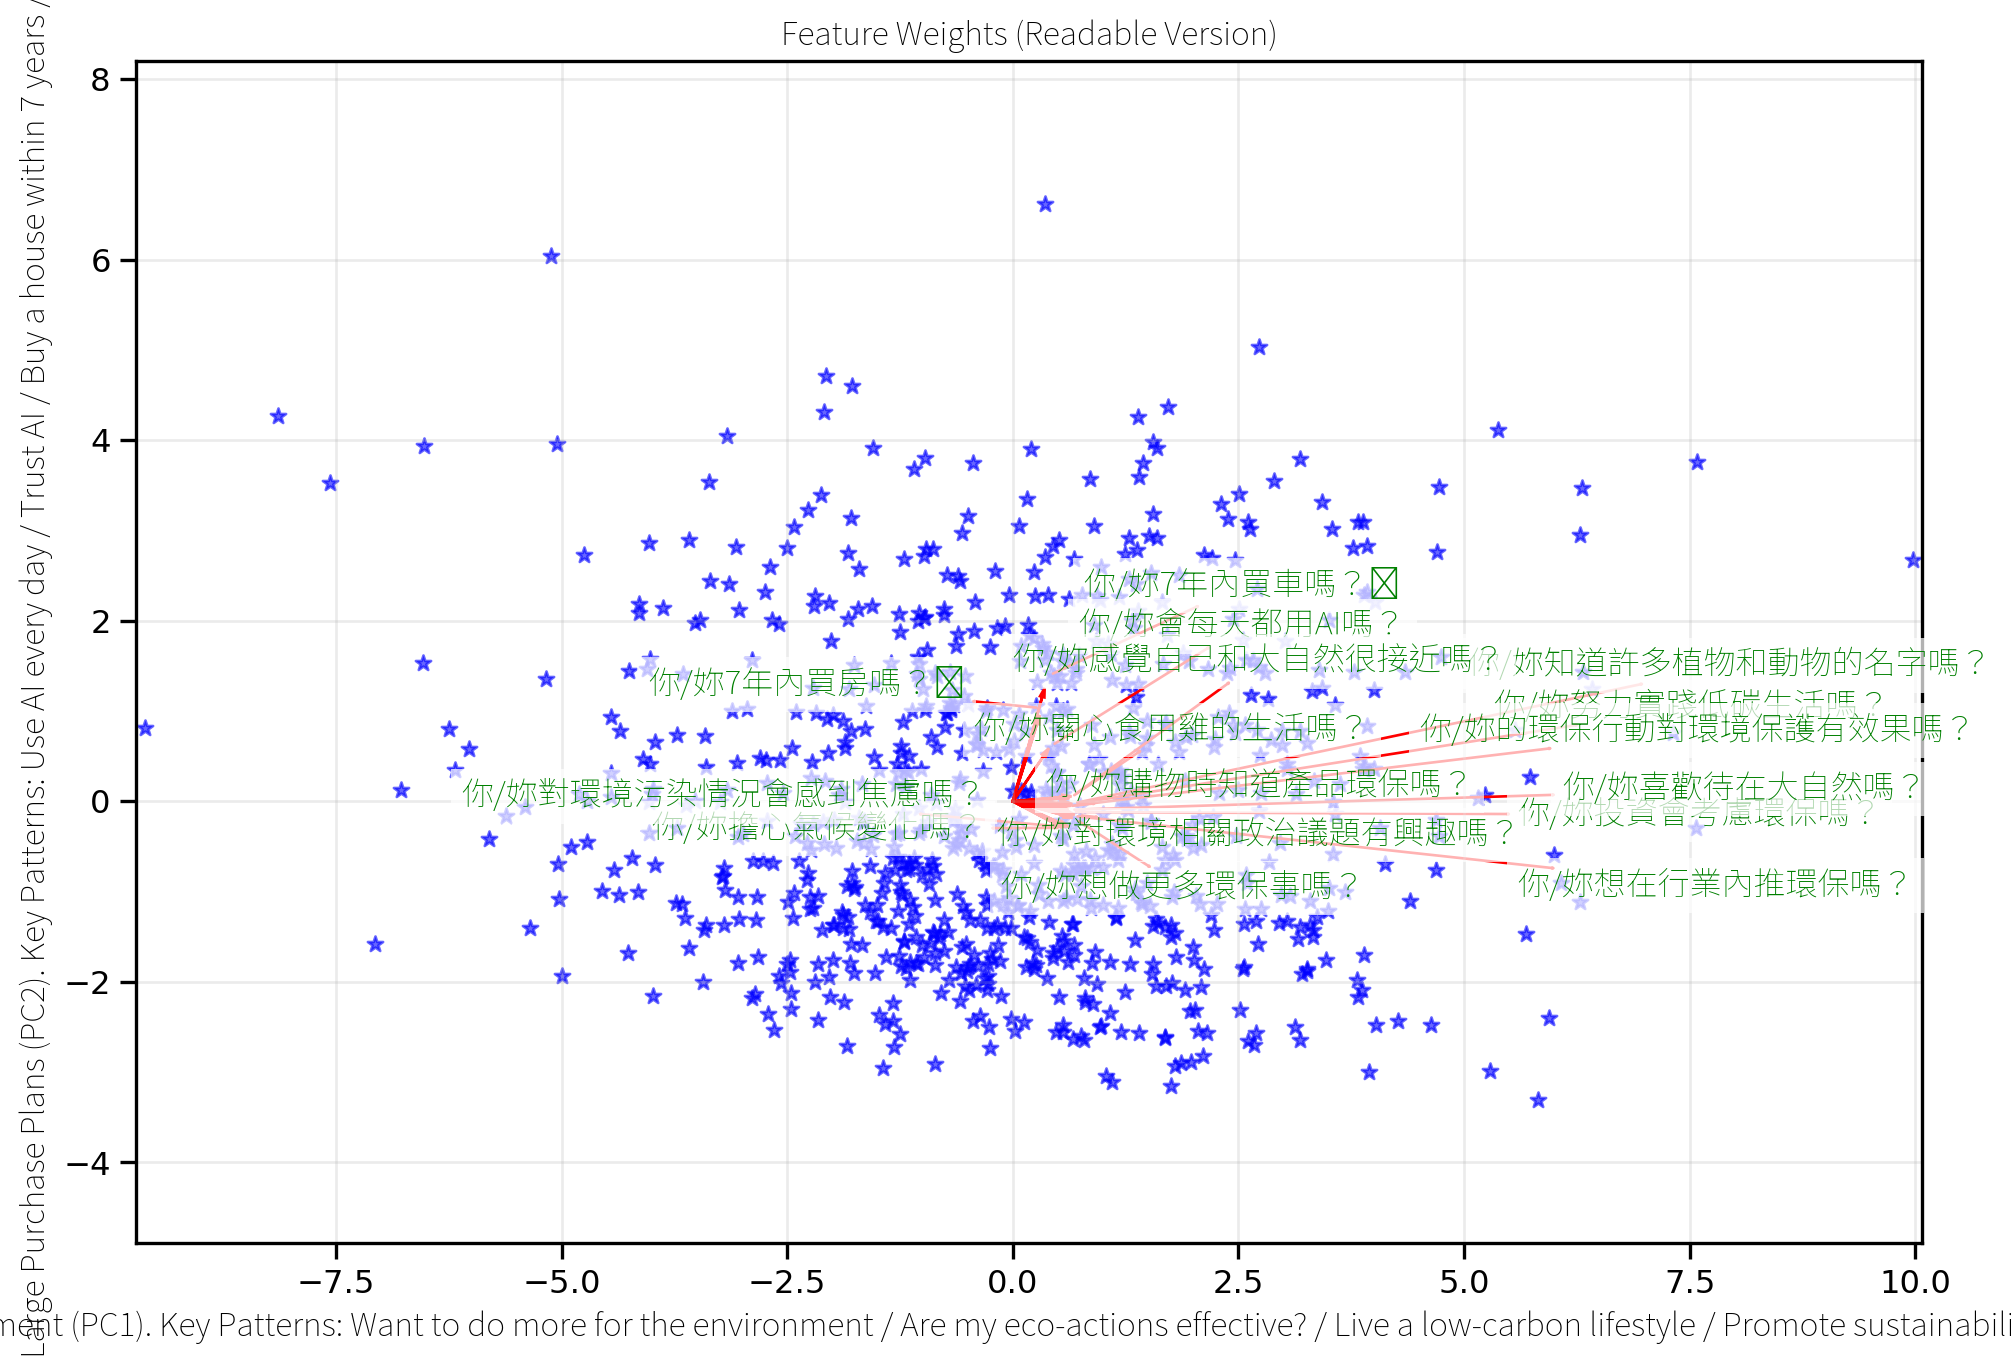 Feature Weights (Readable Version)
Large Purchase Plans (PC2). Key Patterns: Use AI every day / Trust AI / Buy a house within 7 years /
8
6
4
2
0
−2
−4
你/妳7年內買車嗎？
你/妳會每天都用AI嗎？
你/妳感覺自己和大自然很接近嗎？
你/妳知道許多植物和動物的名字嗎？
你/妳7年內買房嗎？
你/妳努力實踐低碳生活嗎？
你/妳關心食用雞的生活嗎？
你/妳的環保行動對環境保護有效果嗎？
你/妳對環境污染情況會感到焦慮嗎？
你/妳購物時知道產品環保嗎？
你/妳喜歡待在大自然嗎？
你/妳投資會考慮環保嗎？
你/妳擔心氣候變化嗎？
你/妳對環境相關政治議題有興趣嗎？
你/妳想做更多環保事嗎？
你/妳想在行業內推環保嗎？
−7.5 −5.0 −2.5 0.0 2.5 5.0 7.5 10.0
(PC1). Key Patterns: Want to do more for the environment / Are my eco-actions effective? / Live a low-carbon lifestyle / Promote